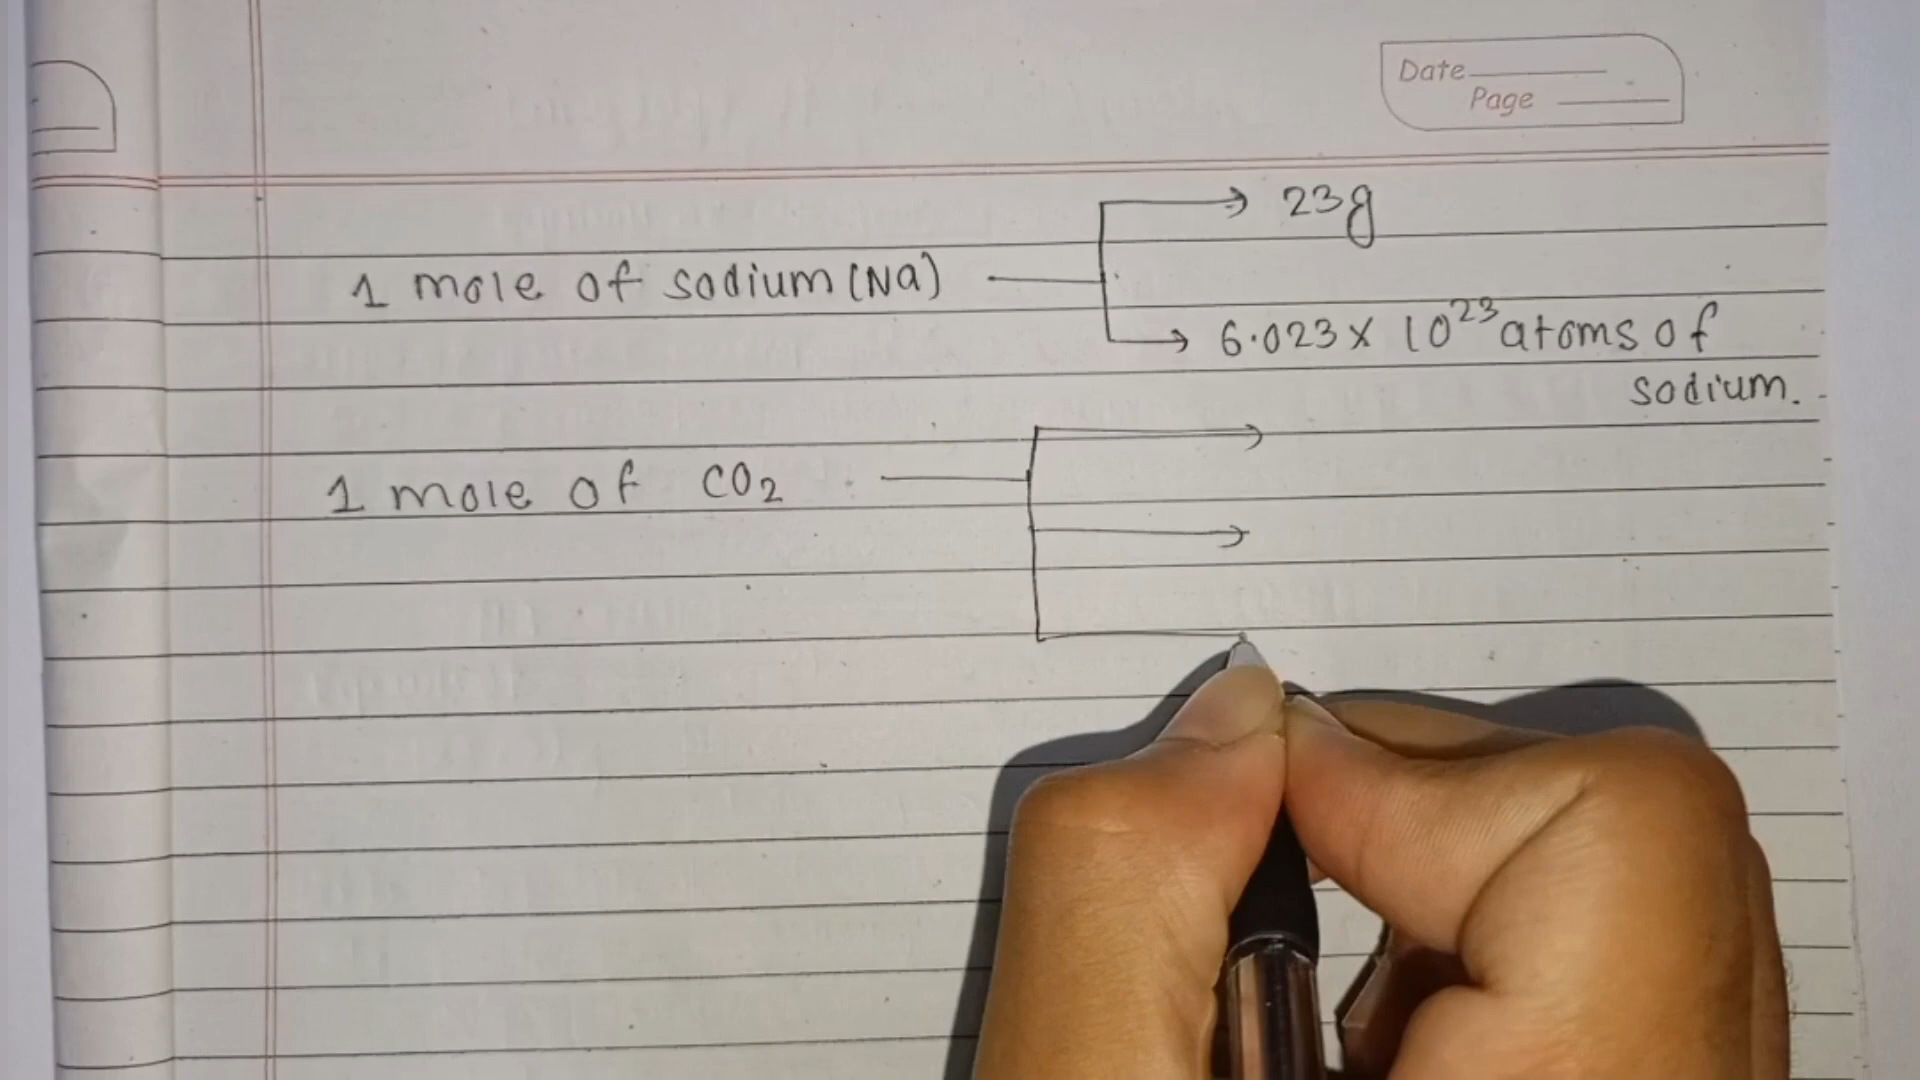 Date
Page
23g
1 mole of sodium (Na)
6.023 x 10²³ atoms of
sodium.
1 mole of CO₂